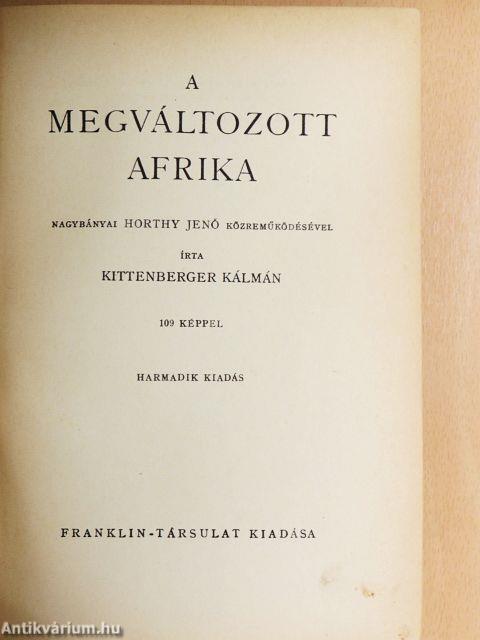 A
MEGVÁLTOZOTT
AFRIKA
NAGYBÁNYAI HORTHY JENŐ KÖZREMŰKÖDÉSÉVEL
ÍRTA
KITTENBERGER KÁLMÁN
109 KÉPPEL
HARMADIK KIADÁS
FRANKLIN-TÁRSULAT KIADÁSA
Antikvárium.hu